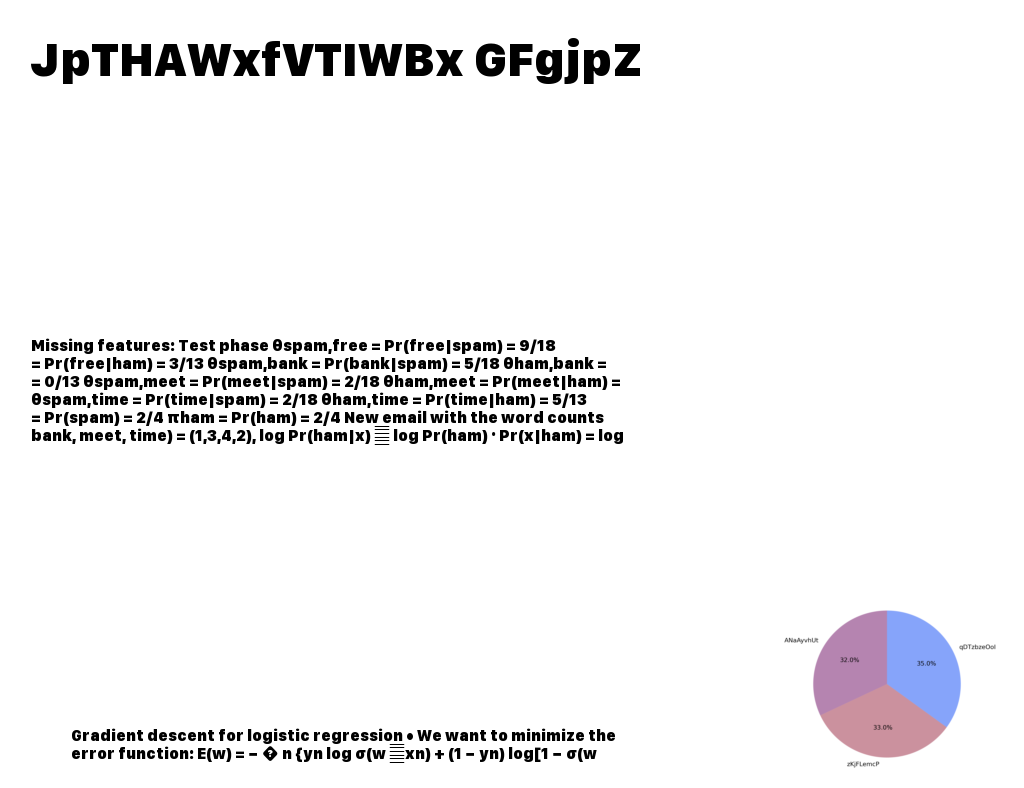 JpTHAWxfVTIWBx GFgjpZ
Missing features: Test phase θspam,free = Pr(free|spam) = 9/18
= Pr(free|ham) = 3/13 θspam,bank = Pr(bank|spam) = 5/18 θham,bank =
= 0/13 θspam,meet = Pr(meet|spam) = 2/18 θham,meet = Pr(meet|ham) =
θspam,time = Pr(time|spam) = 2/18 θham,time = Pr(time|ham) = 5/13
= Pr(spam) = 2/4 πham = Pr(ham) = 2/4 New email with the word counts
bank, meet, time) = (1,3,4,2), log Pr(ham|x) log Pr(ham) · Pr(x|ham) = log
ANaAyvhUt
qDTzbzeOol
32.0%
35.0%
33.0%
zKjFLemcP
Gradient descent for logistic regression • We want to minimize the
error function: E(w) = − � n {yn log σ(w xn) + (1 − yn) log[1 − σ(w